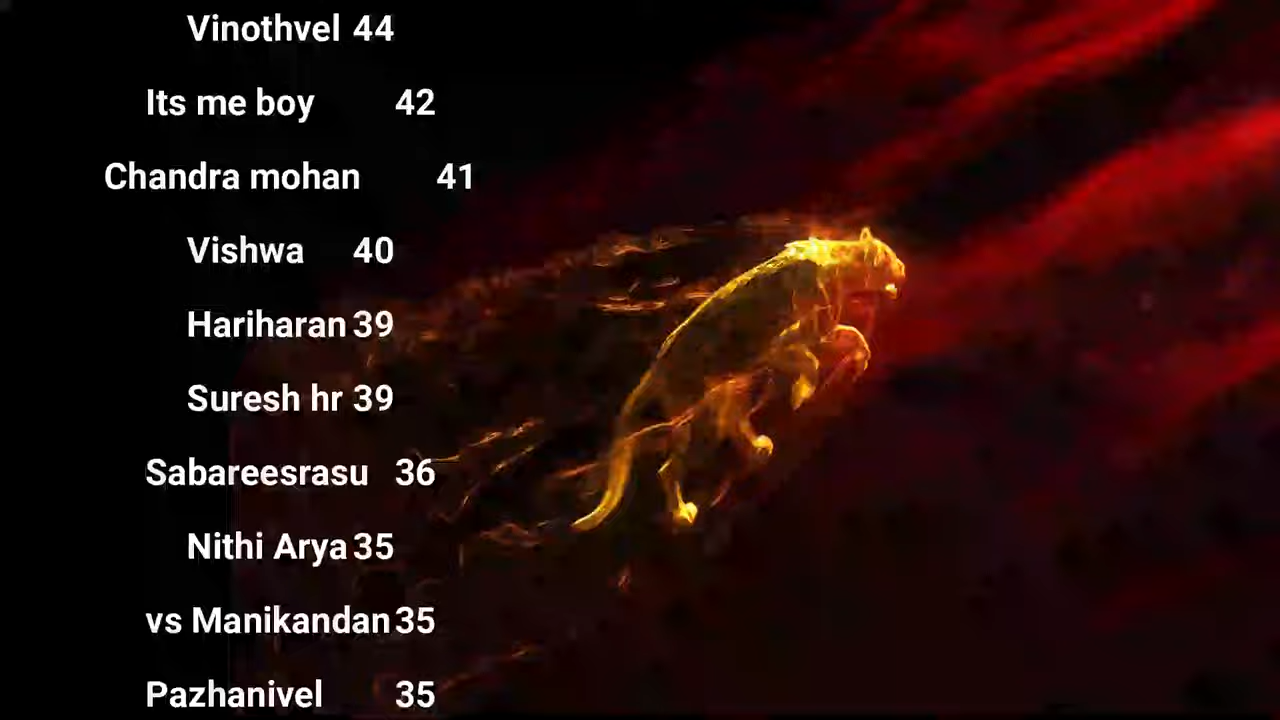 Vinothvel 44
Its me boy 42
Chandra mohan 41
Vishwa 40
Hariharan 39
Suresh hr 39
Sabareesrasu 36
Nithi Arya 35
vs Manikandan 35
Pazhanivel 35